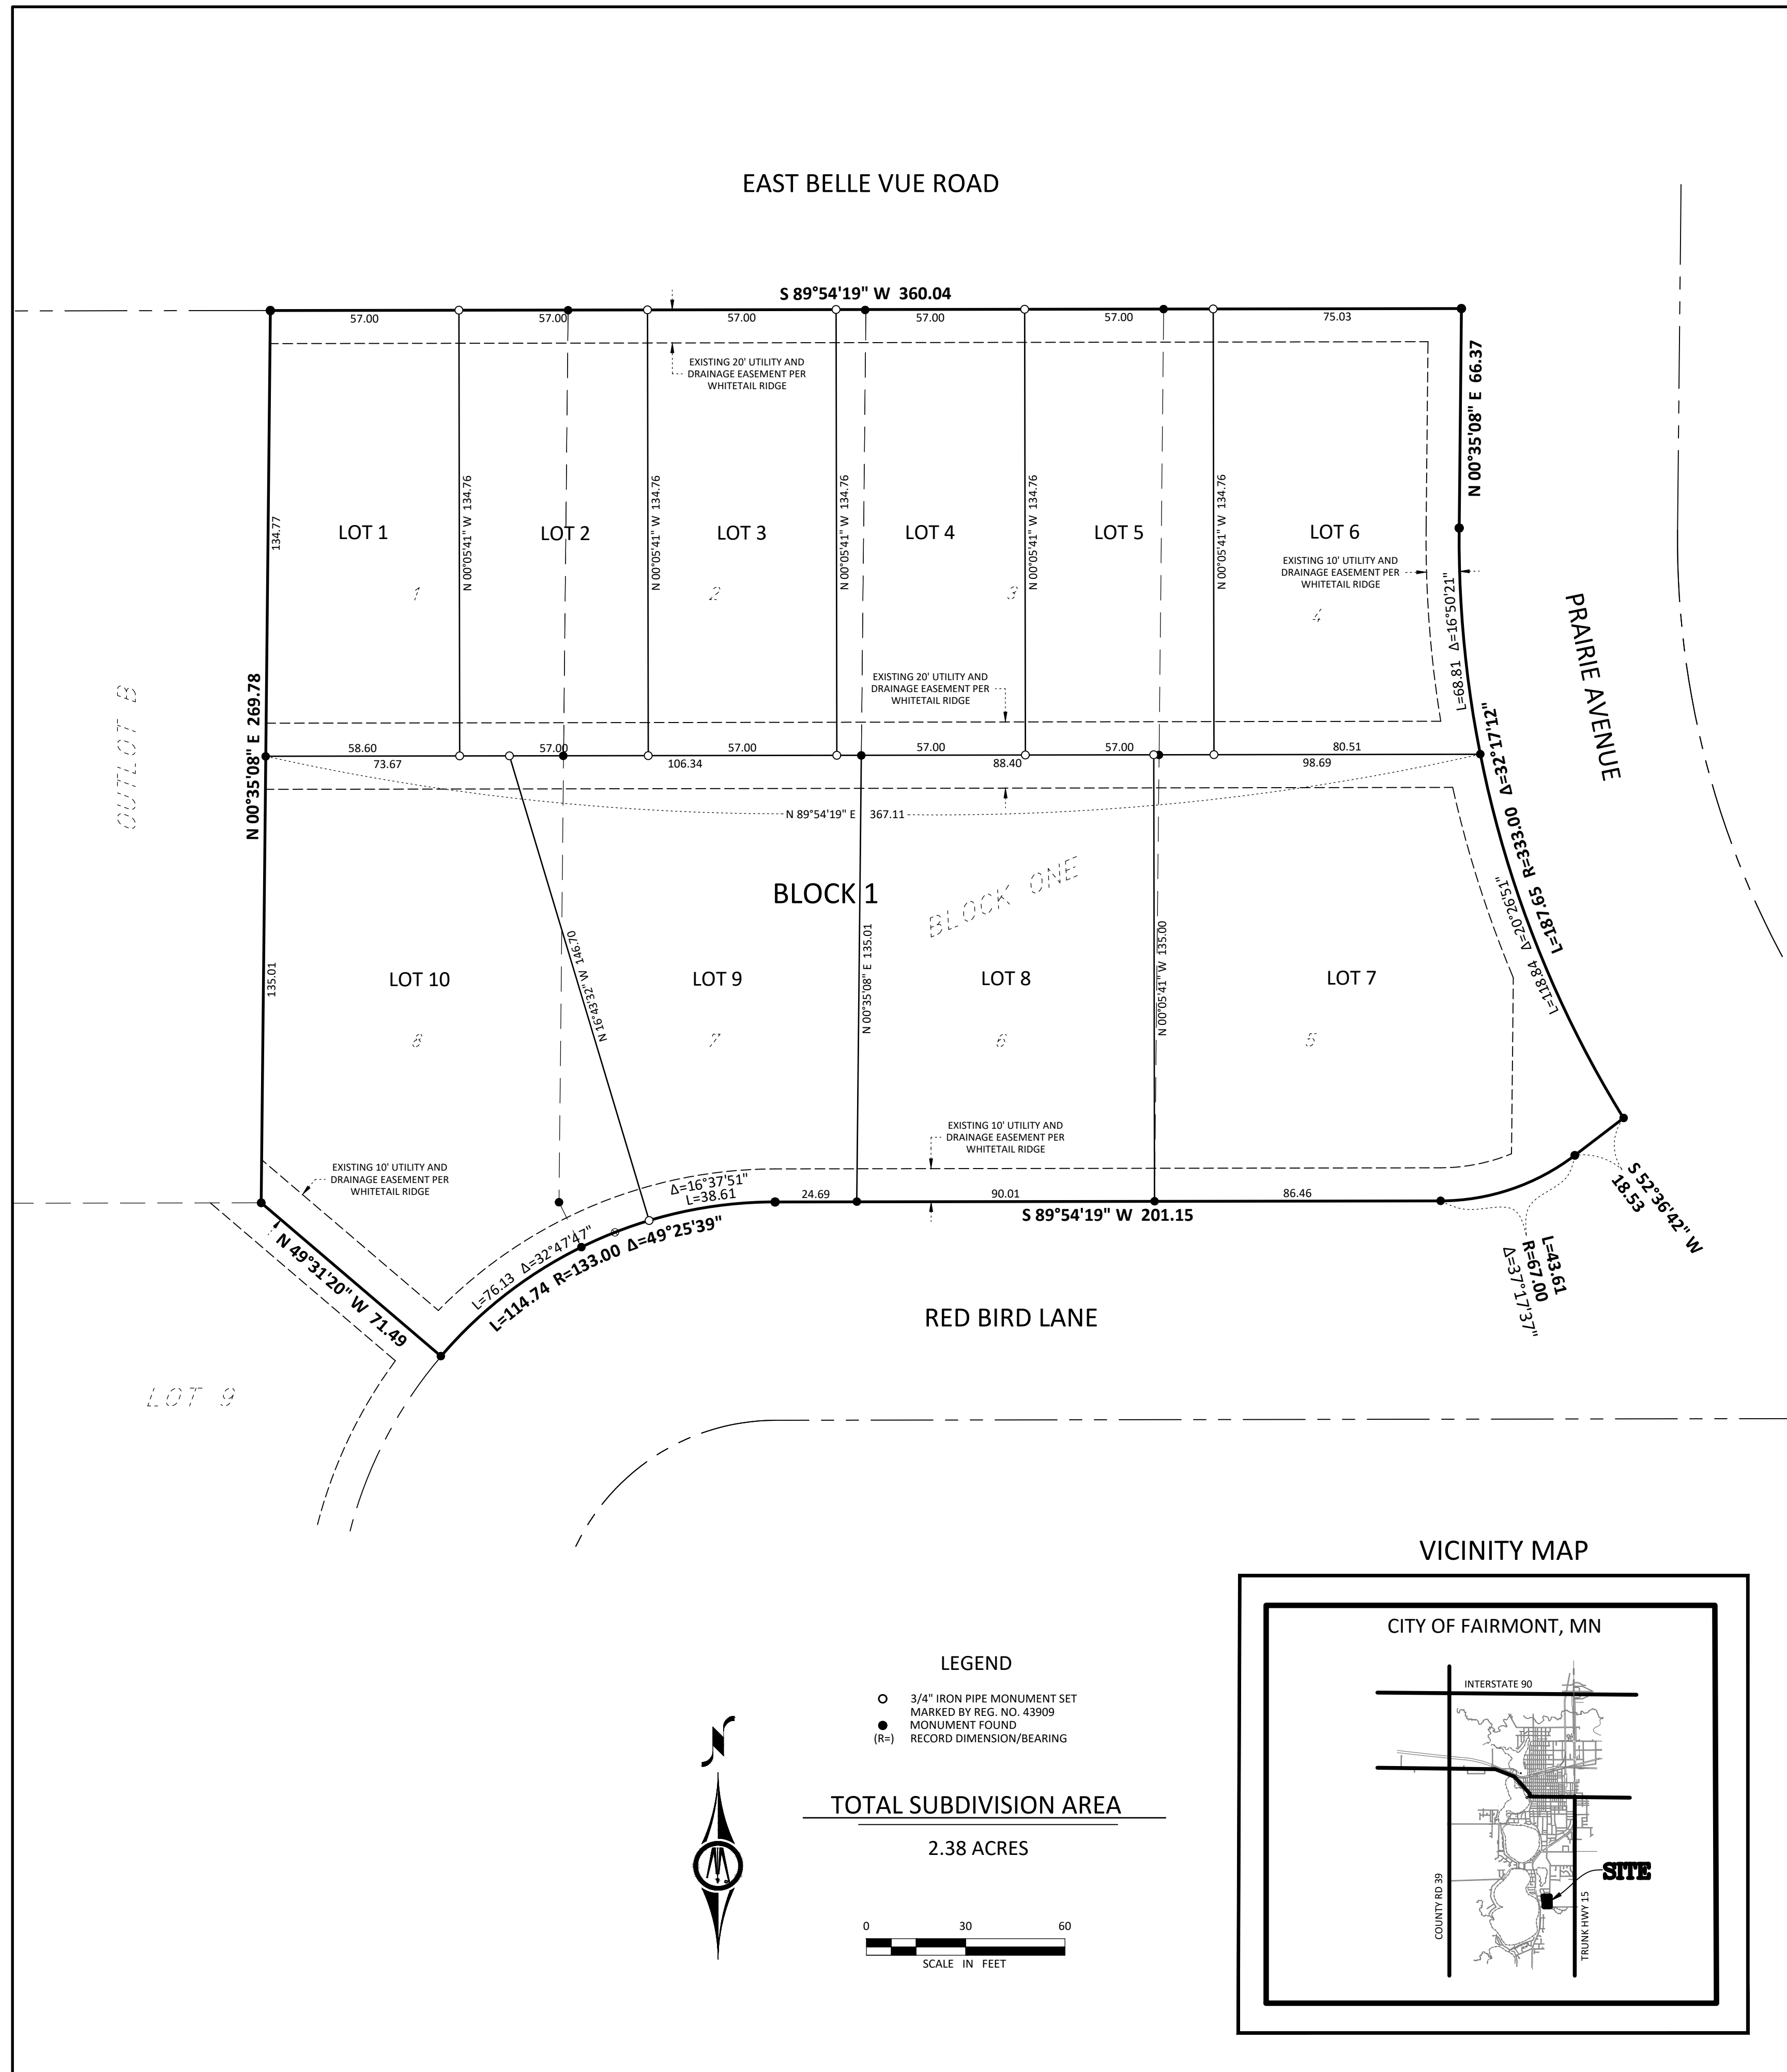 EAST BELLE VUE ROAD
S 89°54'19" W  360.04
57.00
57.00
57.00
57.00
57.00
75.03
EXISTING 20' UTILITY AND
DRAINAGE EASEMENT PER
WHITETAIL RIDGE
N 00°35'08" E  66.37
134.77
N 00°05'41" W  134.76
N 00°05'41" W  134.76
N 00°05'41" W  134.76
N 00°05'41" W  134.76
N 00°05'41" W  134.76
LOT 1
LOT 2
LOT 3
LOT 4
LOT 5
LOT 6
EXISTING 10' UTILITY AND
DRAINAGE EASEMENT PER
WHITETAIL RIDGE
1
2
3
4
L=68.81  Δ=16°50'21"
PRAIRIE AVENUE
OUTLOT B
N 00°35'08" E  269.78
EXISTING 20' UTILITY AND
DRAINAGE EASEMENT PER
WHITETAIL RIDGE
58.60
57.00
57.00
57.00
57.00
80.51
73.67
106.34
88.40
98.69
N 89°54'19" E    367.11
L=187.65  R=333.00  Δ=32°17'12"
L=118.84  Δ=20°26'51"
BLOCK 1
BLOCK ONE
135.01
N 16°43'32" W  146.70
N 00°35'08" E  135.01
N 00°05'41" W  135.00
LOT 10
LOT 9
LOT 8
LOT 7
8
7
6
5
EXISTING 10' UTILITY AND
DRAINAGE EASEMENT PER
WHITETAIL RIDGE
EXISTING 10' UTILITY AND
DRAINAGE EASEMENT PER
WHITETAIL RIDGE
Δ=16°37'51"
L=38.61
24.69
90.01
86.46
S 89°54'19" W  201.15
S 52°36'42" W
18.53
L=43.61
R=67.00
Δ=37°17'37"
L=76.13  Δ=32°47'47"
L=114.74  R=133.00  Δ=49°25'39"
N 49°31'20" W  71.49
RED BIRD LANE
LOT 9
VICINITY MAP
CITY OF FAIRMONT, MN
INTERSTATE 90
COUNTY RD 39
TRUNK HWY 15
SITE
LEGEND
3/4" IRON PIPE MONUMENT SET
MARKED BY REG. NO. 43909
MONUMENT FOUND
(R=) RECORD DIMENSION/BEARING
N
TOTAL SUBDIVISION AREA
2.38 ACRES
0 30 60
SCALE IN FEET